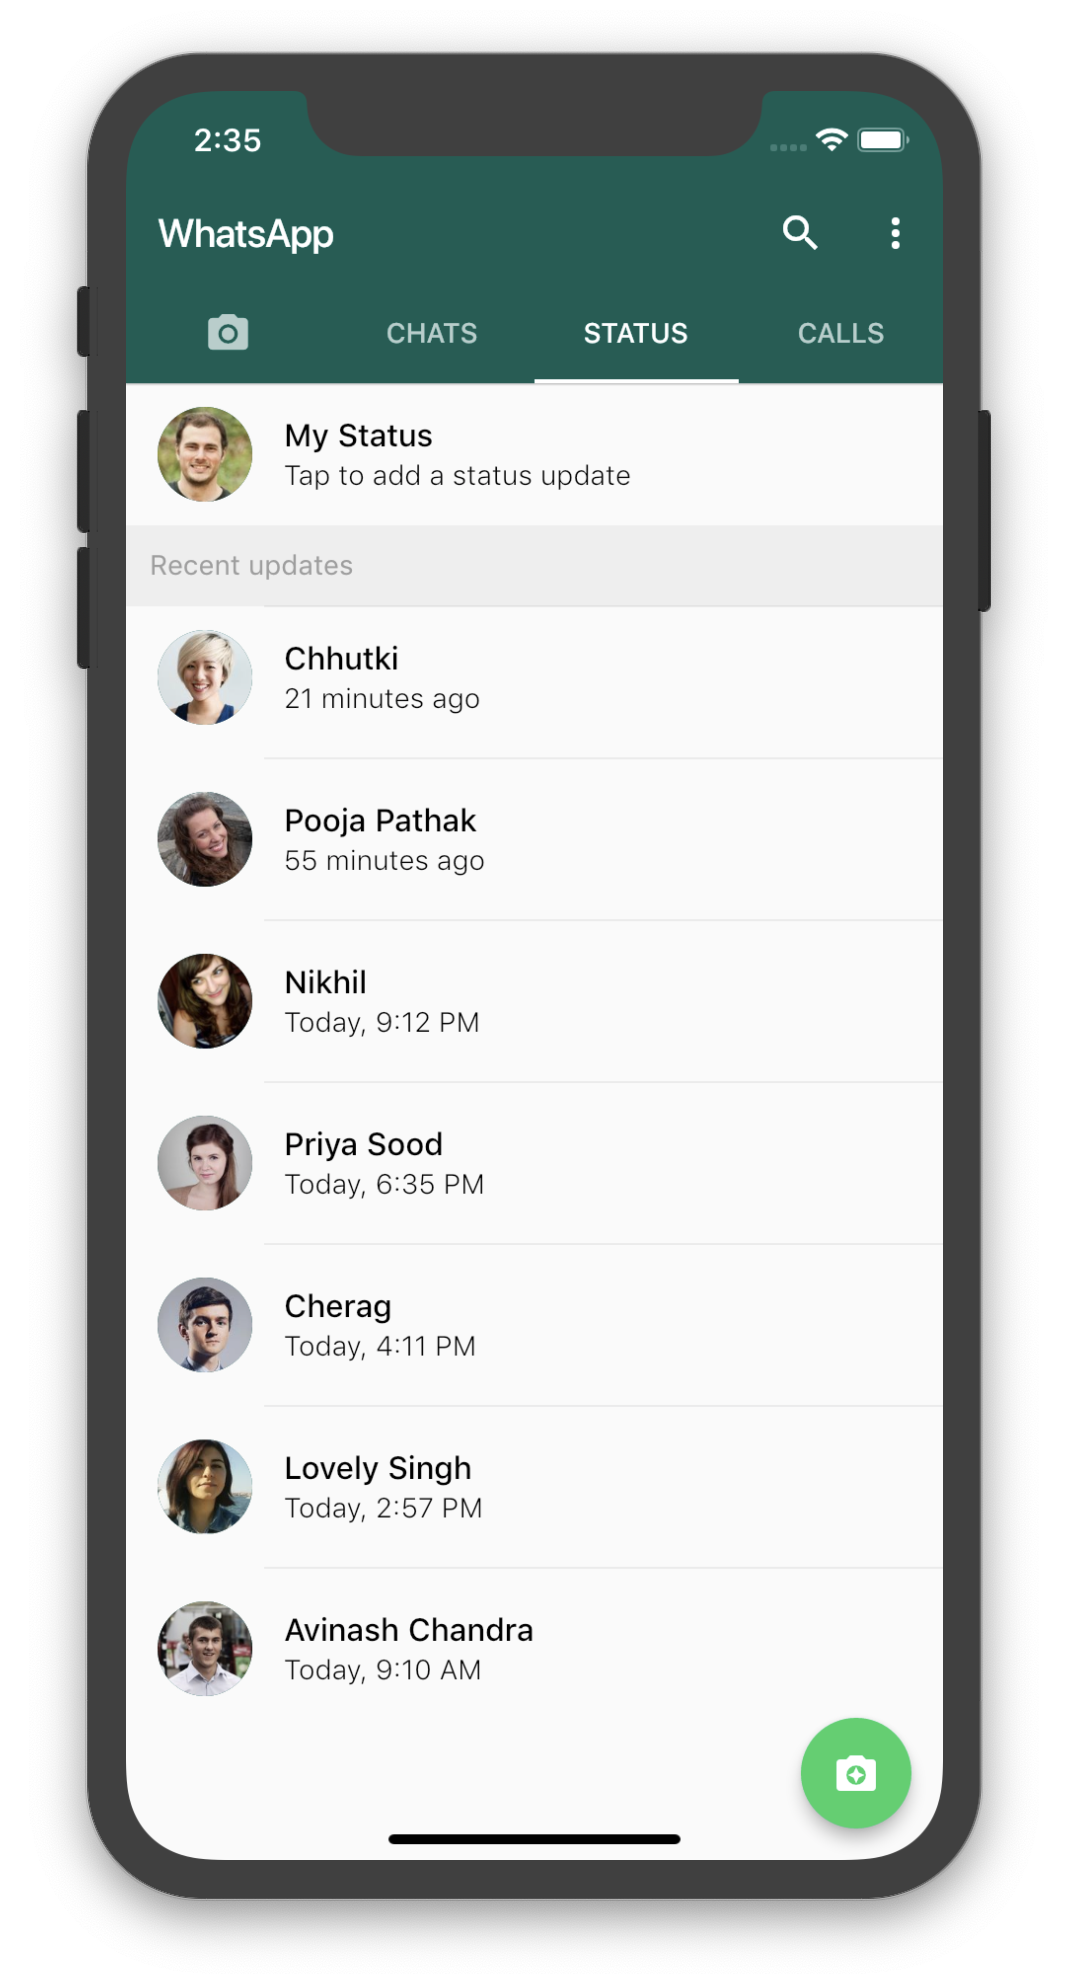 2:35
WhatsApp
CHATS STATUS CALLS
My Status
Tap to add a status update
Recent updates
Chhutki
21 minutes ago
Pooja Pathak
55 minutes ago
Nikhil
Today, 9:12 PM
Priya Sood
Today, 6:35 PM
Cherag
Today, 4:11 PM
Lovely Singh
Today, 2:57 PM
Avinash Chandra
Today, 9:10 AM